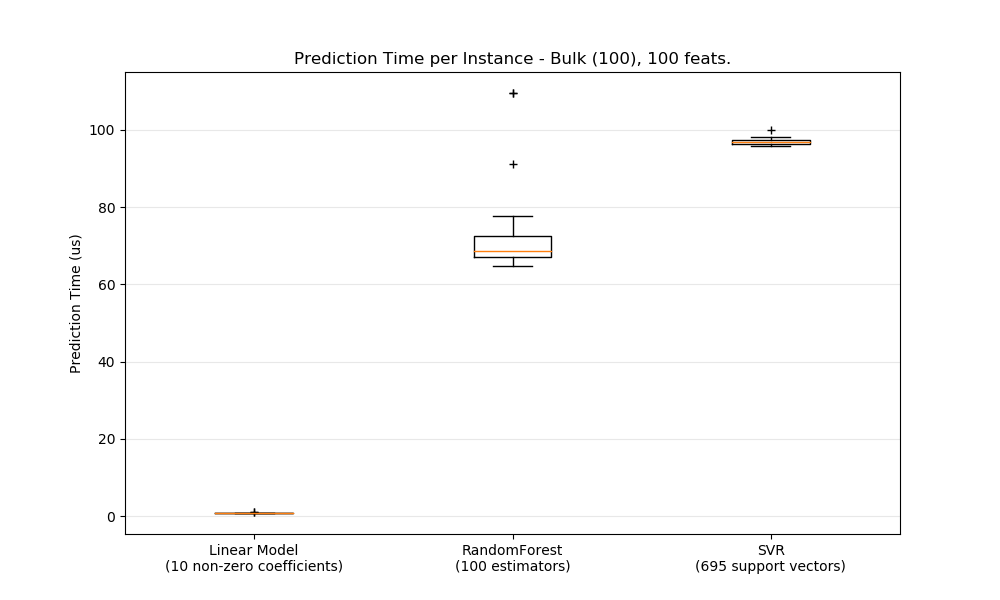 Prediction Time per Instance - Bulk (100), 100 feats.
Prediction Time (us)
100
80
60
40
20
0
Linear Model
(10 non-zero coefficients)
RandomForest
(100 estimators)
SVR
(695 support vectors)